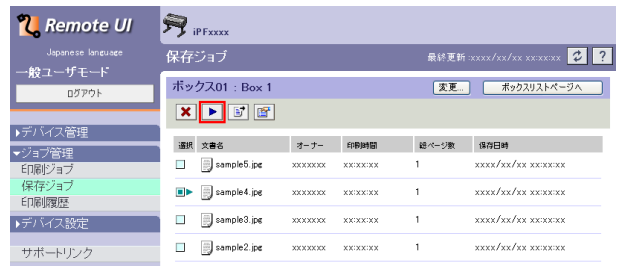 Remote UI
iPFxxxx
Japanese language
一般ユーザモード
ログアウト
▶デバイス管理
▼ジョブ管理
印刷ジョブ
保存ジョブ
印刷履歴
▶デバイス設定
サポートリンク
保存ジョブ
最終更新 :xxxx/xx/xx xx:xx:xx
?
ボックス01 : Box 1
変更...
ボックスリストページへ
選択 文書名 オーナー 印刷時間 総ページ数 保存日時
sample5.jpg xxxxxxx xx:xx:xx 1 xxxx/xx/xx xx:xx:xx
sample4.jpg xxxxxxx xx:xx:xx 1 xxxx/xx/xx xx:xx:xx
sample3.jpg xxxxxxx xx:xx:xx 1 xxxx/xx/xx xx:xx:xx
sample2.jpg xxxxxxx xx:xx:xx 1 xxxx/xx/xx xx:xx:xx